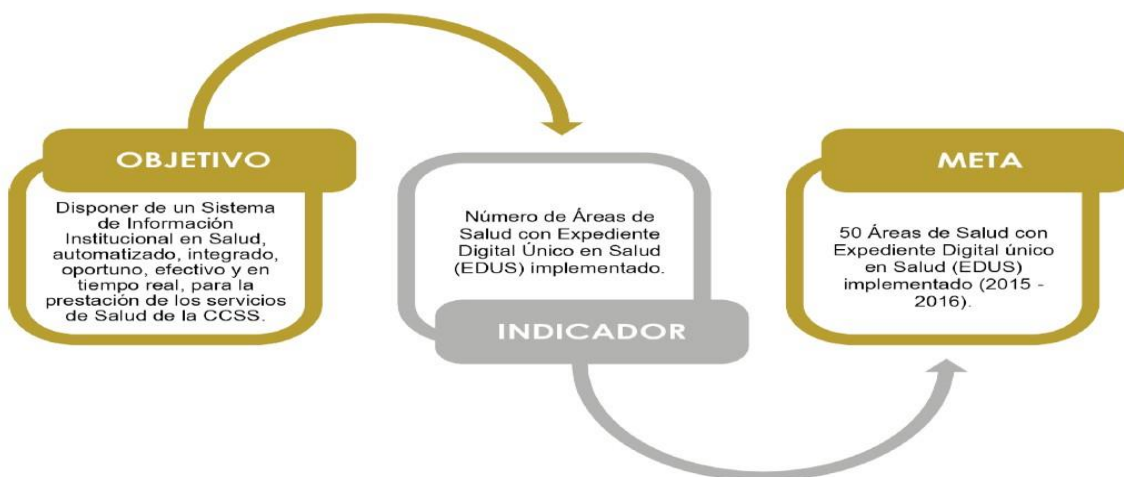 OBJETIVO
Disponer de un Sistema
de Información
Institucional en Salud,
automatizado, integrado,
oportuno, efectivo y en
tiempo real, para la
prestación de los servicios
de Salud de la CCSS.
Número de Áreas de
Salud con Expediente
Digital Único en Salud
(EDUS) implementado.
INDICADOR
META
50 Áreas de Salud con
Expediente Digital único
en Salud (EDUS)
implementado (2015 -
2016).